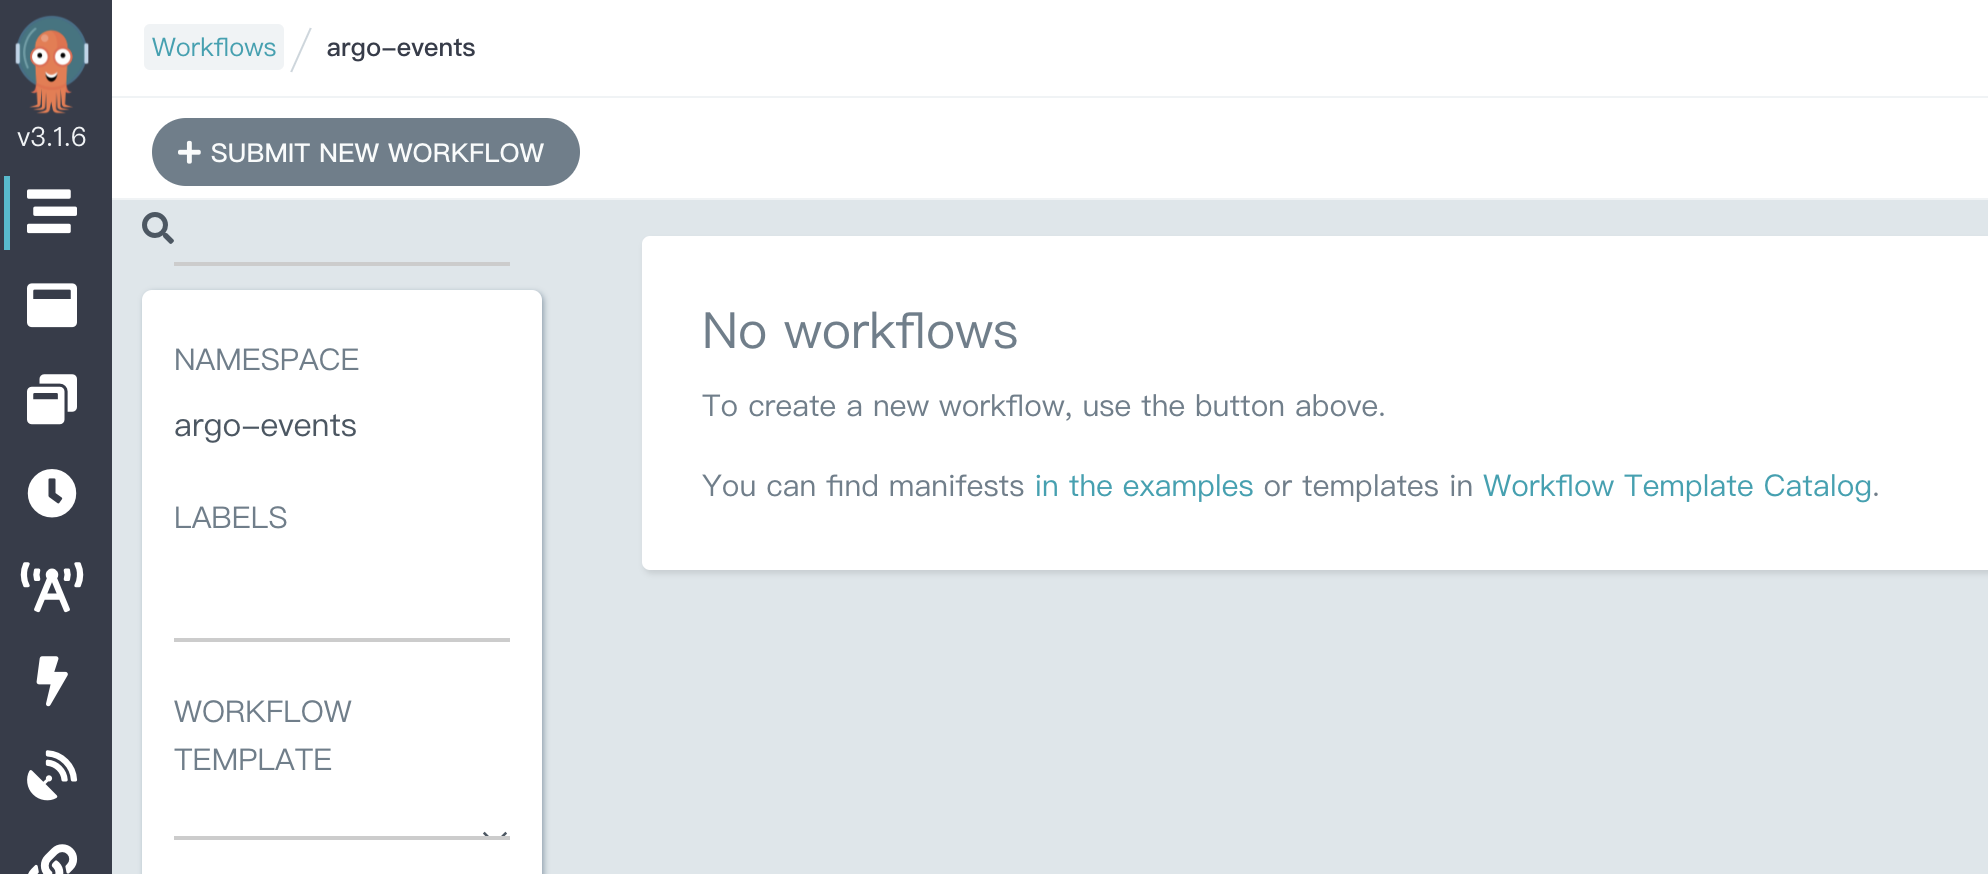 v3.1.6
Workflows / argo-events
+ SUBMIT NEW WORKFLOW
NAMESPACE
argo-events
LABELS
WORKFLOW
TEMPLATE
No workflows
To create a new workflow, use the button above.
You can find manifests in the examples or templates in Workflow Template Catalog.